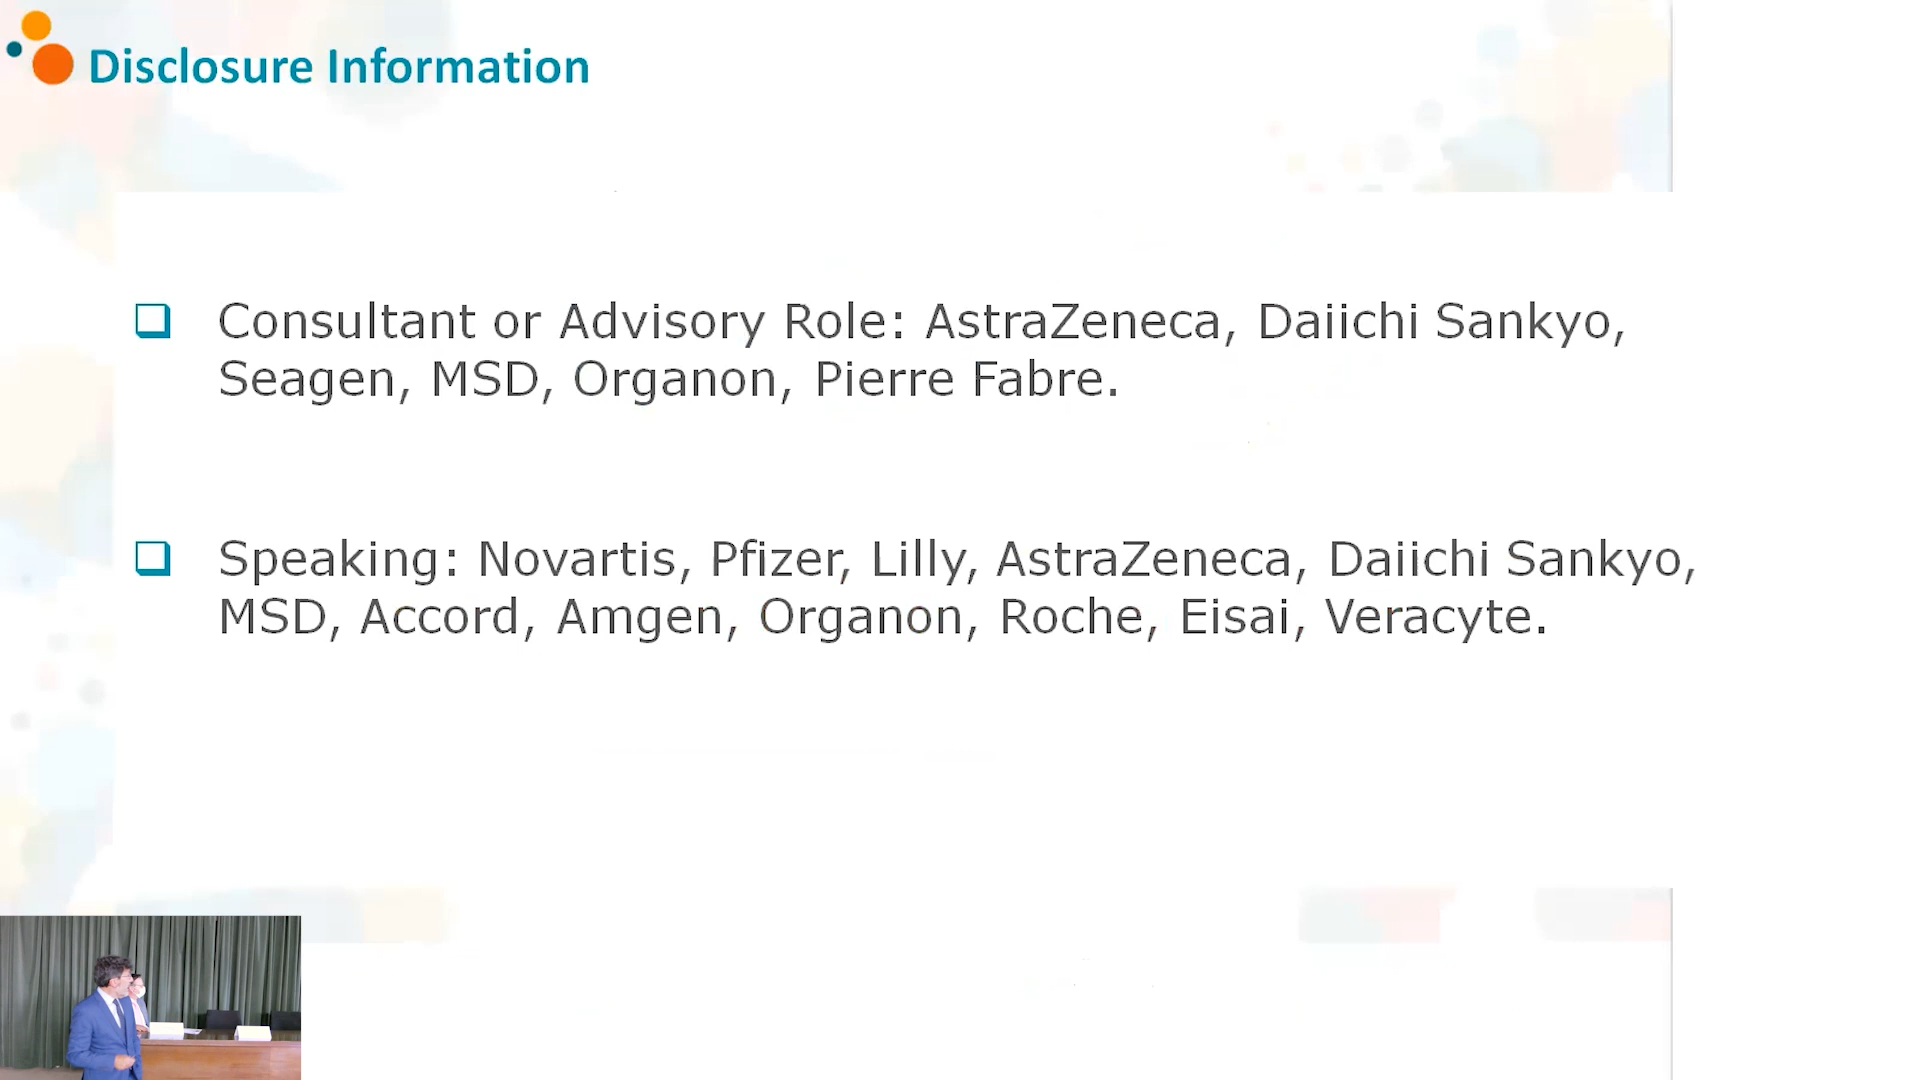 Disclosure Information
Consultant or Advisory Role: AstraZeneca, Daiichi Sankyo,
Seagen, MSD, Organon, Pierre Fabre.
Speaking: Novartis, Pfizer, Lilly, AstraZeneca, Daiichi Sankyo,
MSD, Accord, Amgen, Organon, Roche, Eisai, Veracyte.